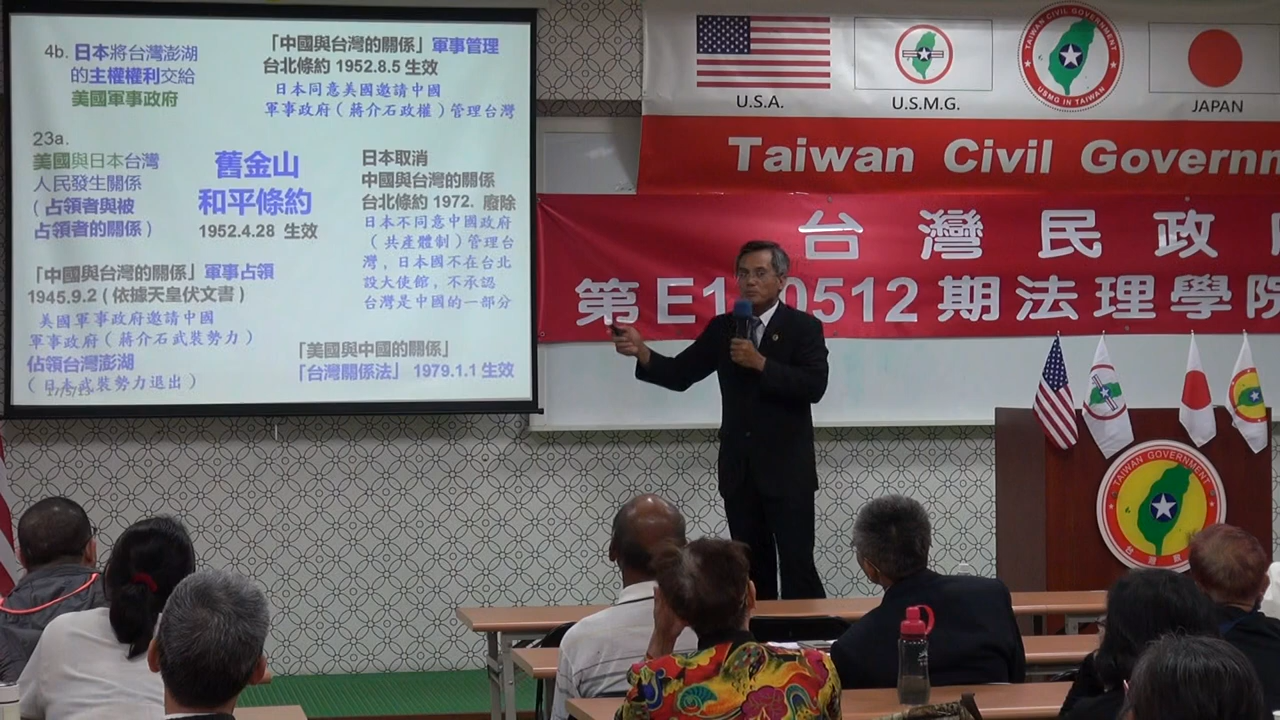 4b. 日本將台灣澎湖
的主權權利交給
美國軍事政府
「中國與台灣的關係」軍事管理
台北條約 1952.8.5 生效
日本同意美國邀請中國
軍事政府（蔣介石政權）管理台灣
23a.
美國與日本台灣
人民發生關係
（占領者與被
占領者的關係）
舊金山
和平條約
1952.4.28 生效
日本取消
中國與台灣的關係
台北條約 1972. 廢除
日本不同意中國政府
（共產體制）管理台
灣，日本國不在台北
設大使館，不承認
台灣是中國的一部分
「中國與台灣的關係」軍事占領
1945.9.2 (依據天皇伏文書)
美國軍事政府邀請中國
軍事政府（蔣介石武裝勢力）
佔領台灣澎湖
（日本武裝勢力退出）
「美國與中國的關係」
「台灣關係法」1979.1.1 生效
U.S.A.
U.S.M.G.
TAIWAN CIVIL GOVERNMENT
USMG IN TAIWAN
JAPAN
Taiwan Civil Governm
台灣民政
第E1 0512期法理學院
TAIWAN GOVERNMENT
台灣